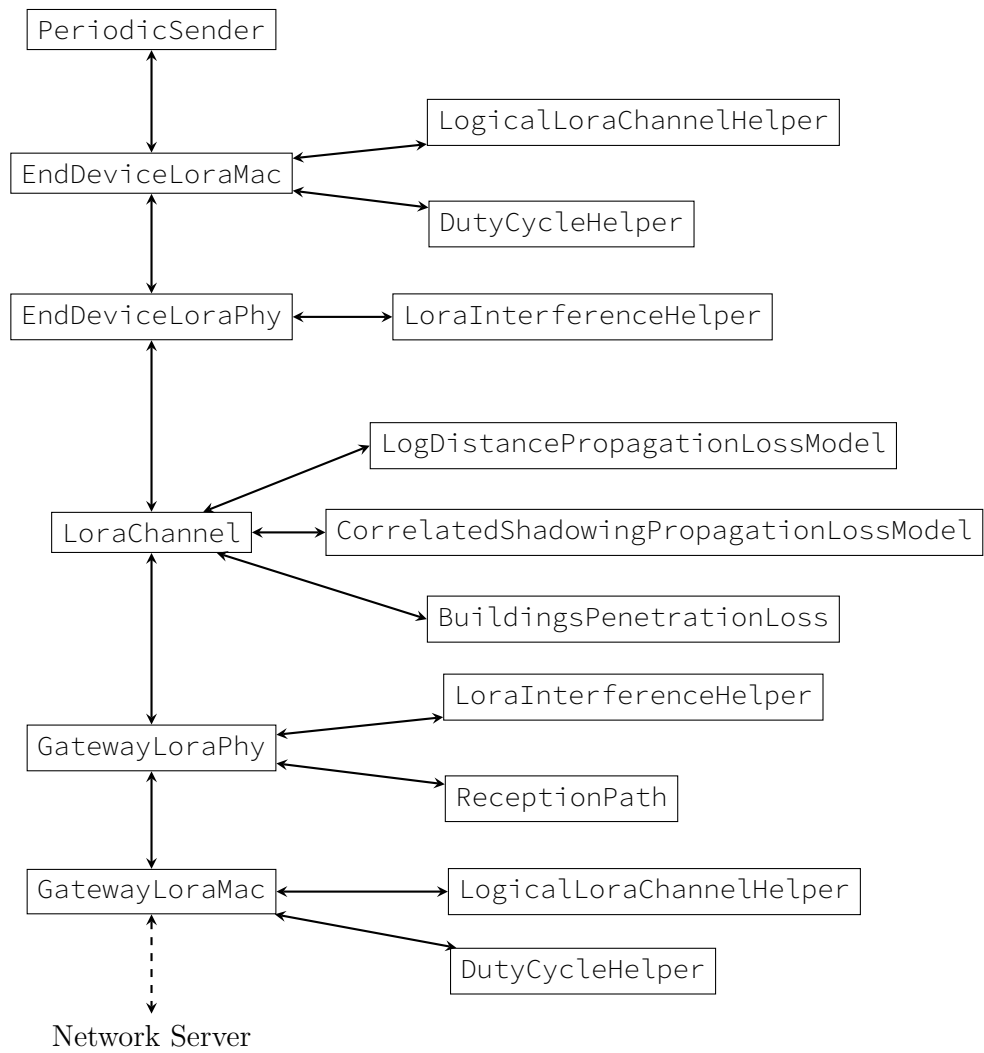 PeriodicSender
LogicalLoraChannelHelper
EndDeviceLoraMac
DutyCycleHelper
EndDeviceLoraPhy
LoraInterferenceHelper
LogDistancePropagationLossModel
LoraChannel
CorrelatedShadowingPropagationLossModel
BuildingsPenetrationLoss
LoraInterferenceHelper
GatewayLoraPhy
ReceptionPath
GatewayLoraMac
LogicalLoraChannelHelper
DutyCycleHelper
Network Server